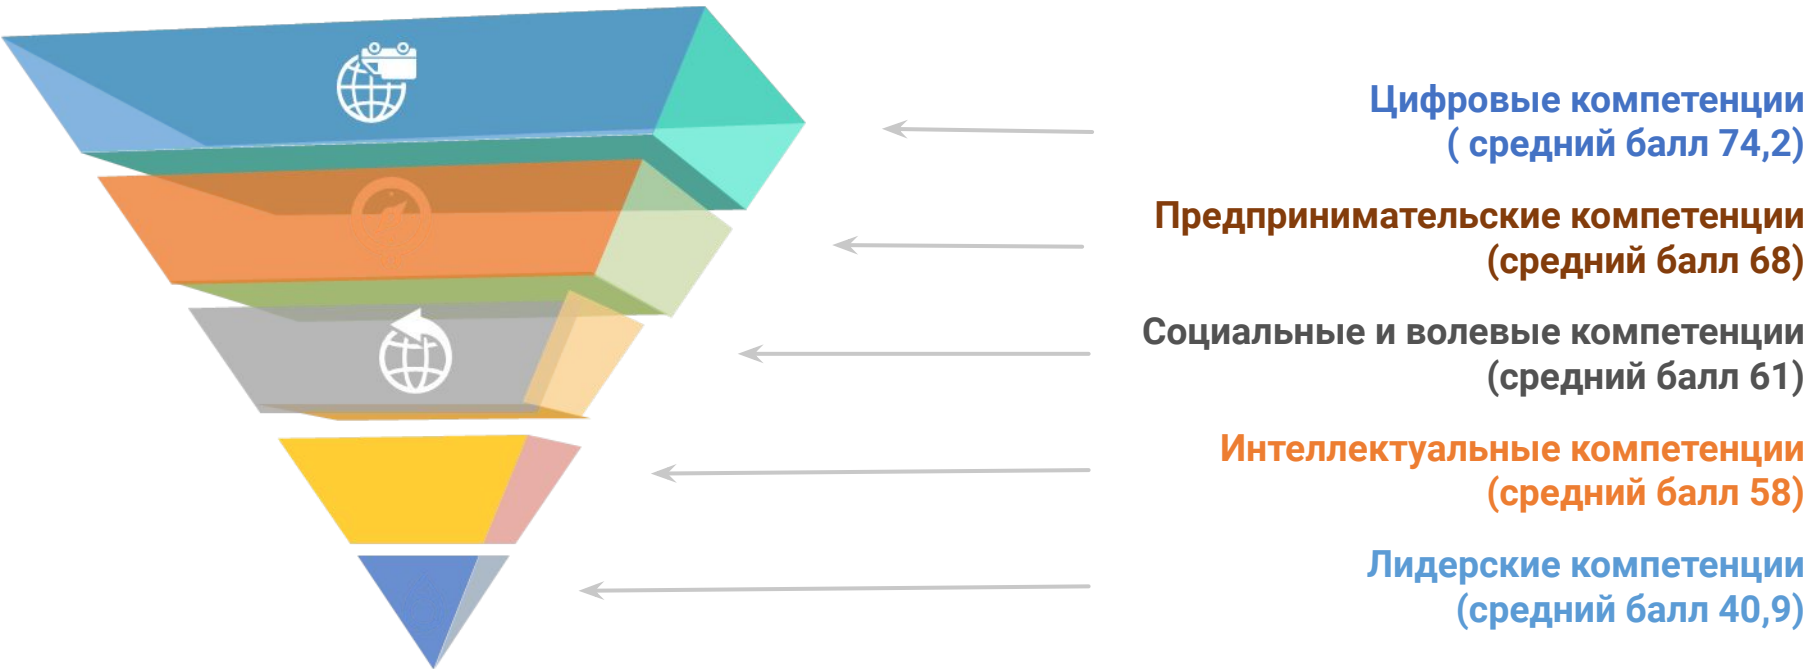 Цифровые компетенции
( средний балл 74,2)
Предпринимательские компетенции
(средний балл 68)
Социальные и волевые компетенции
(средний балл 61)
Интеллектуальные компетенции
(средний балл 58)
Лидерские компетенции
(средний балл 40,9)